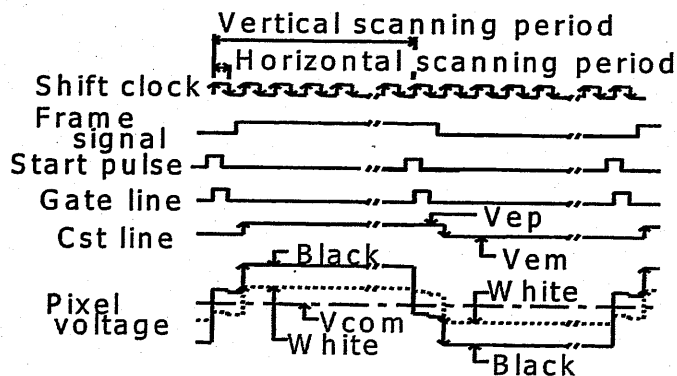 Vertical scanning period
Horizontal scanning period
Shift clock
Frame
signal
Start pulse
Gate line
Vep
Cst line
Black
Vem
White
Pixel
voltage
Vcom
White
Black